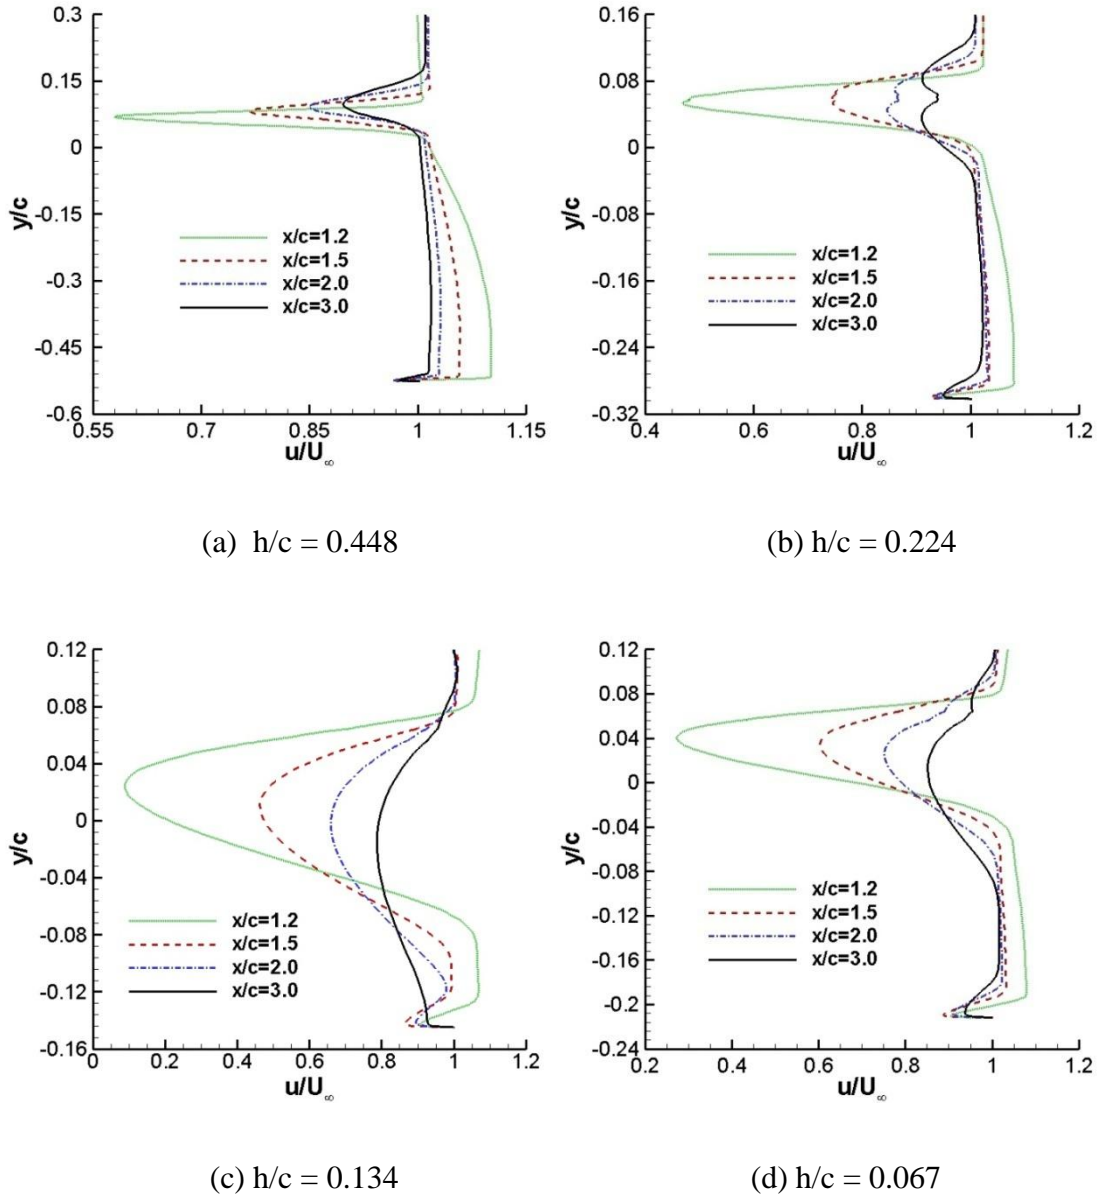 0.3
0.15
0
-0.15
-0.3
-0.45
-0.6
y/c
0.55 0.7 0.85 1 1.15
u/U∞
x/c=1.2
x/c=1.5
x/c=2.0
x/c=3.0
(a) h/c = 0.448
0.16
0.08
0
-0.08
-0.16
-0.24
-0.32
y/c
0.4 0.6 0.8 1 1.2
u/U∞
x/c=1.2
x/c=1.5
x/c=2.0
x/c=3.0
(b) h/c = 0.224
0.12
0.08
0.04
0
-0.04
-0.08
-0.12
-0.16
y/c
0 0.2 0.4 0.6 0.8 1 1.2
u/U∞
x/c=1.2
x/c=1.5
x/c=2.0
x/c=3.0
(c) h/c = 0.134
0.12
0.08
0.04
0
-0.04
-0.08
-0.12
-0.16
-0.2
-0.24
y/c
0.2 0.4 0.6 0.8 1 1.2
u/U∞
x/c=1.2
x/c=1.5
x/c=2.0
x/c=3.0
(d) h/c = 0.067